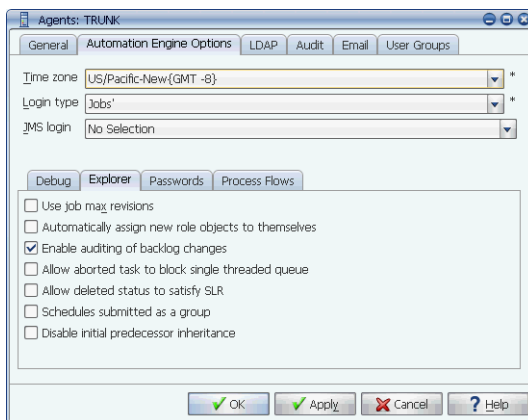 Agents: TRUNK
General Automation Engine Options LDAP Audit Email User Groups
Time zone US/Pacific-New{GMT -8} *
Login type Jobs' *
JMS login No Selection
Debug Explorer Passwords Process Flows
Use job max revisions
Automatically assign new role objects to themselves
Enable auditing of backlog changes
Allow aborted task to block single threaded queue
Allow deleted status to satisfy SLR
Schedules submitted as a group
Disable initial predecessor inheritance
OK Apply Cancel ? Help